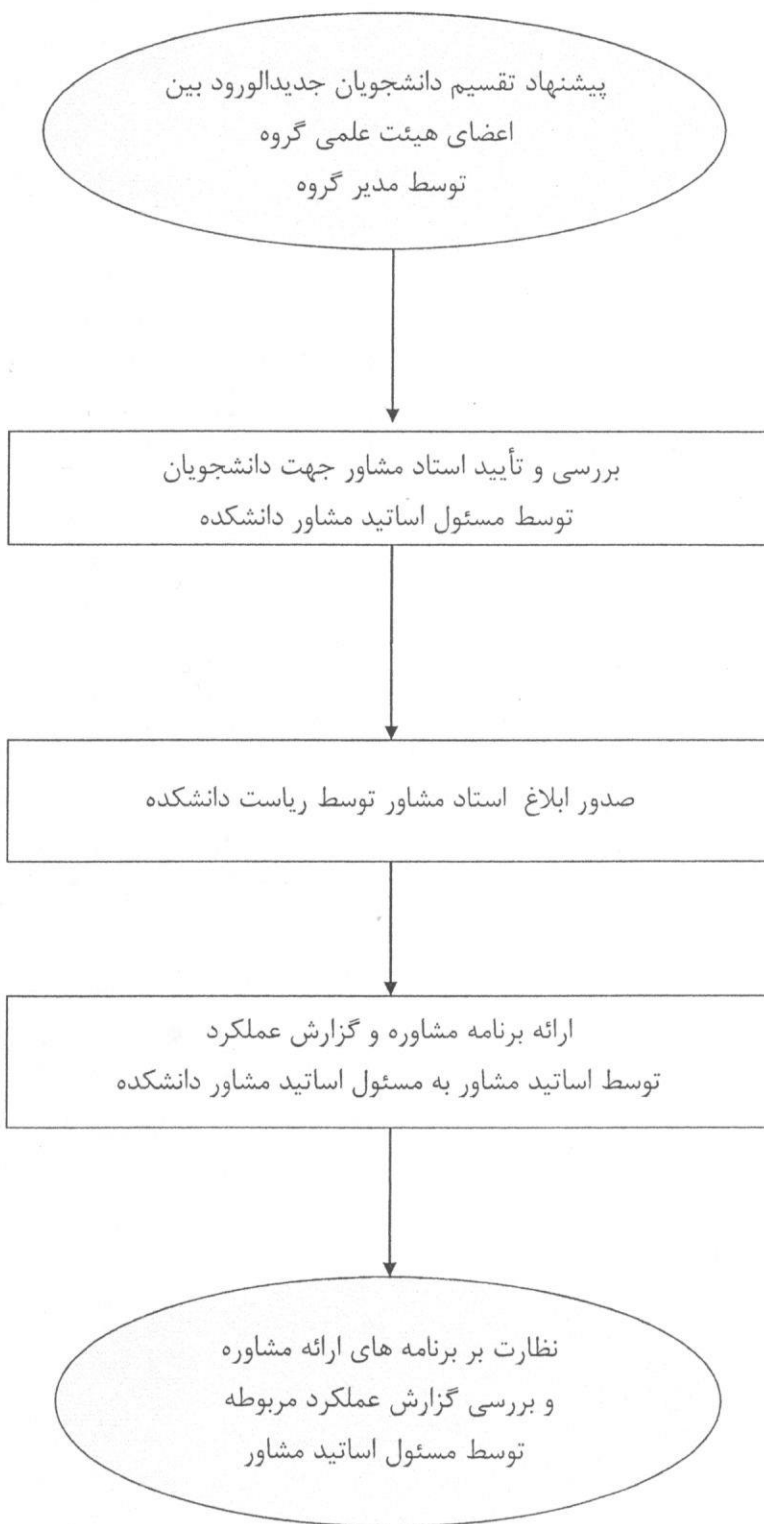 پیشنهاد تقسیم دانشجویان جدیدالورود بین
اعضای هیئت علمی گروه
توسط مدیر گروه
بررسی و تأیید استاد مشاور جهت دانشجویان
توسط مسئول اساتید مشاور دانشکده
صدور ابلاغ استاد مشاور توسط ریاست دانشکده
ارائه برنامه مشاوره و گزارش عملکرد
توسط اساتید مشاور به مسئول اساتید مشاور دانشکده
نظارت بر برنامه های ارائه مشاوره
و بررسی گزارش عملکرد مربوطه
توسط مسئول اساتید مشاور